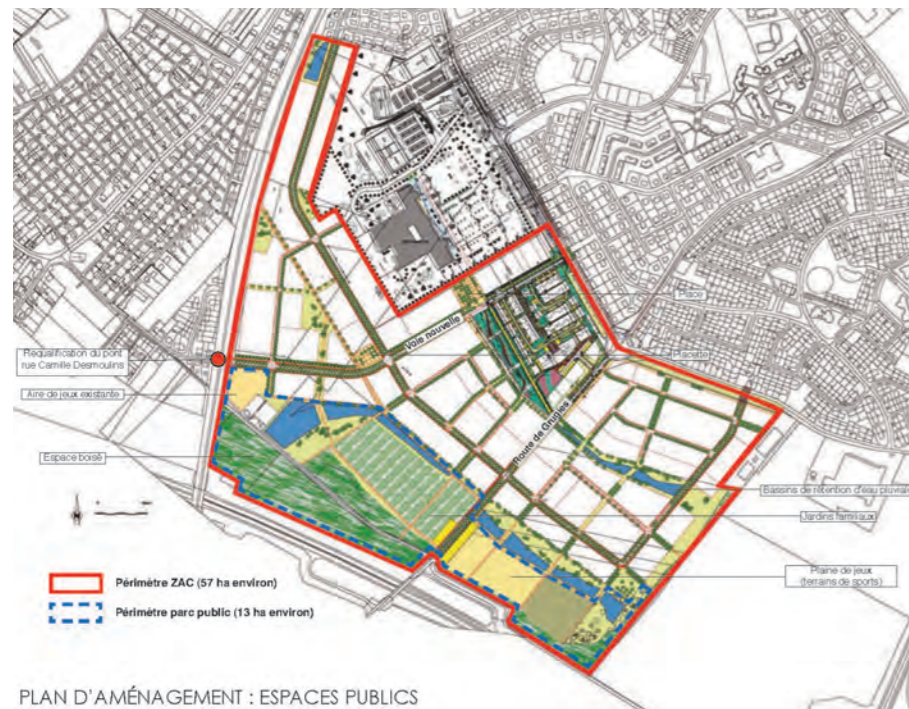 Place
Voie nouvelle
Placette
Requalification du pont
rue Camille Desmoulins
Aire de jeux existante
Route de Grugies
Espace boisé
Bassins de rétention d'eau pluviale
Jardins familiaux
Plaine de jeux
(terrains de sports)
Périmètre ZAC (57 ha environ)
Périmètre parc public (13 ha environ)
PLAN D'AMÉNAGEMENT : ESPACES PUBLICS